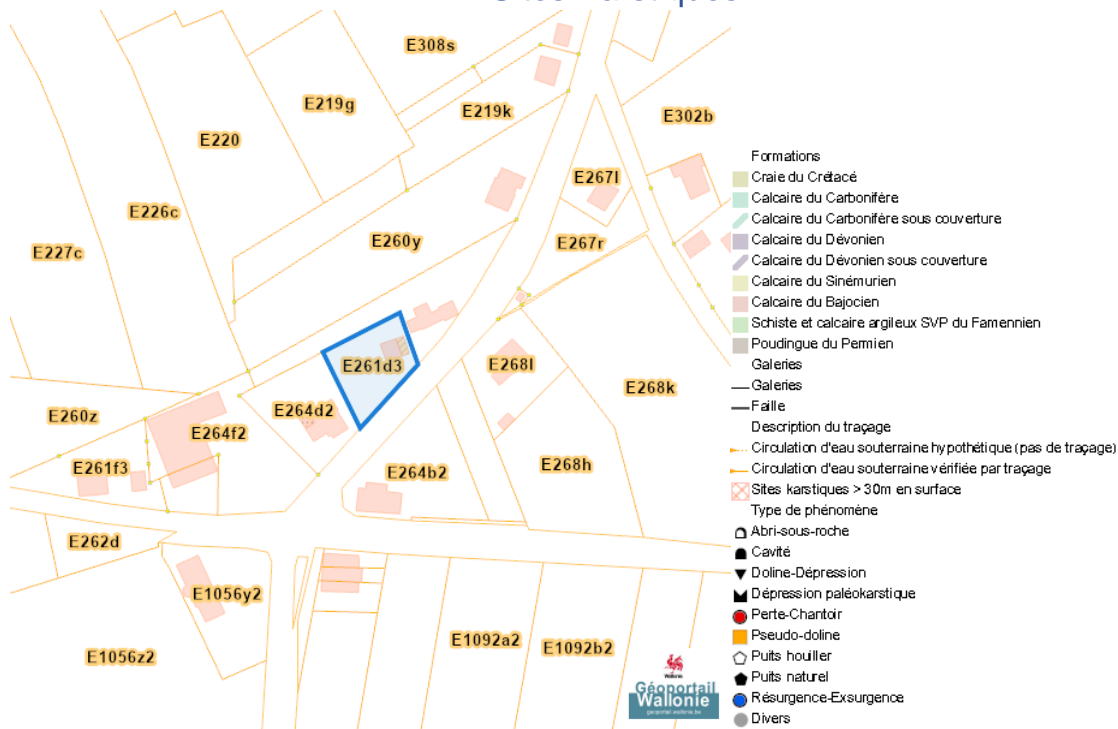 E308s
E219g
E219k
E302b
E220
E267l
E226c
E260y
E267r
E227c
E261d3
E268l
E268k
E264d2
E260z
E264f2
E261f3
E264b2
E268h
E262d
E1056y2
E1092a2
E1092b2
E1056z2
Formations
Craie du Crétacé
Calcaire du Carbonifère
Calcaire du Carbonifère sous couverture
Calcaire du Dévonien
Calcaire du Dévonien sous couverture
Calcaire du Sinémurien
Calcaire du Bajocien
Schiste et calcaire argileux SVP du Famennien
Poudingue du Permien
Galeries
Galeries
Faille
Description du traçage
Circulation d'eau souterraine hypothétique (pas de traçage)
Circulation d'eau souterraine vérifiée par traçage
Sites karstiques > 30m en surface
Type de phénomène
Abri-sous-roche
Cavité
Doline-Dépression
Dépression paléokarstique
Perte-Chantoir
Pseudo-doline
Puits houiller
Puits naturel
Résurgence-Exsurgence
Divers
Wallonie
Géoportail
Wallonie
geoportail.wallonie.be